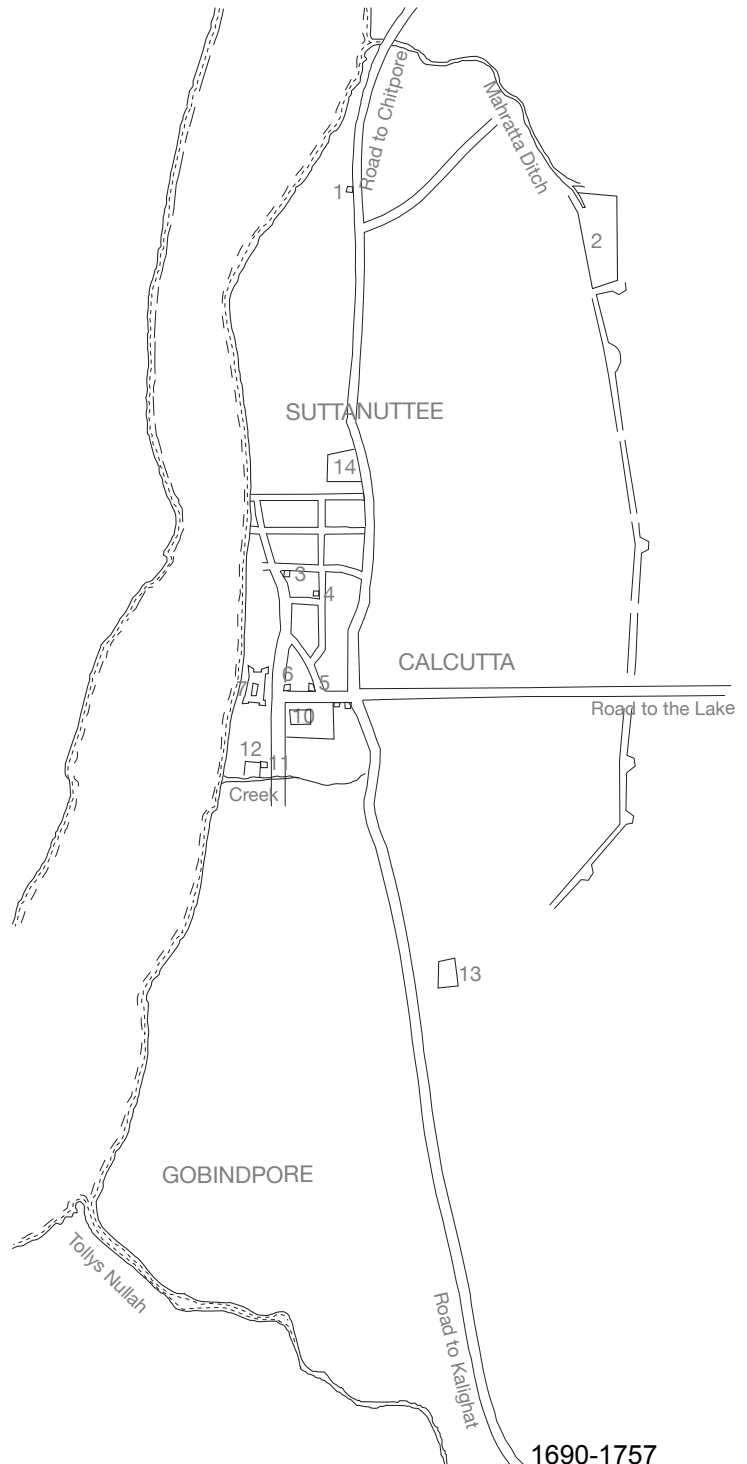 Road to Chitpore
Mahratta Ditch
1
2
SUTTANUTTEE
14
3
4
CALCUTTA
6
5
7
Road to the Lake
10
12
11
Creek
13
GOBINDPORE
Tollys Nullah
Road to Kalighat
1690-1757